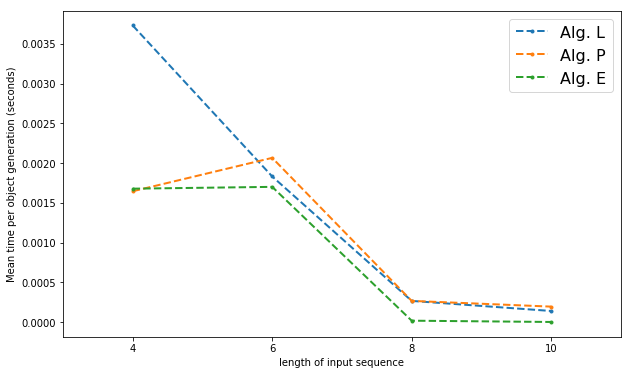 Alg. L
Alg. P
Alg. E
Mean time per object generation (seconds)
0.0035
0.0030
0.0025
0.0020
0.0015
0.0010
0.0005
0.0000
4 6 8 10
length of input sequence